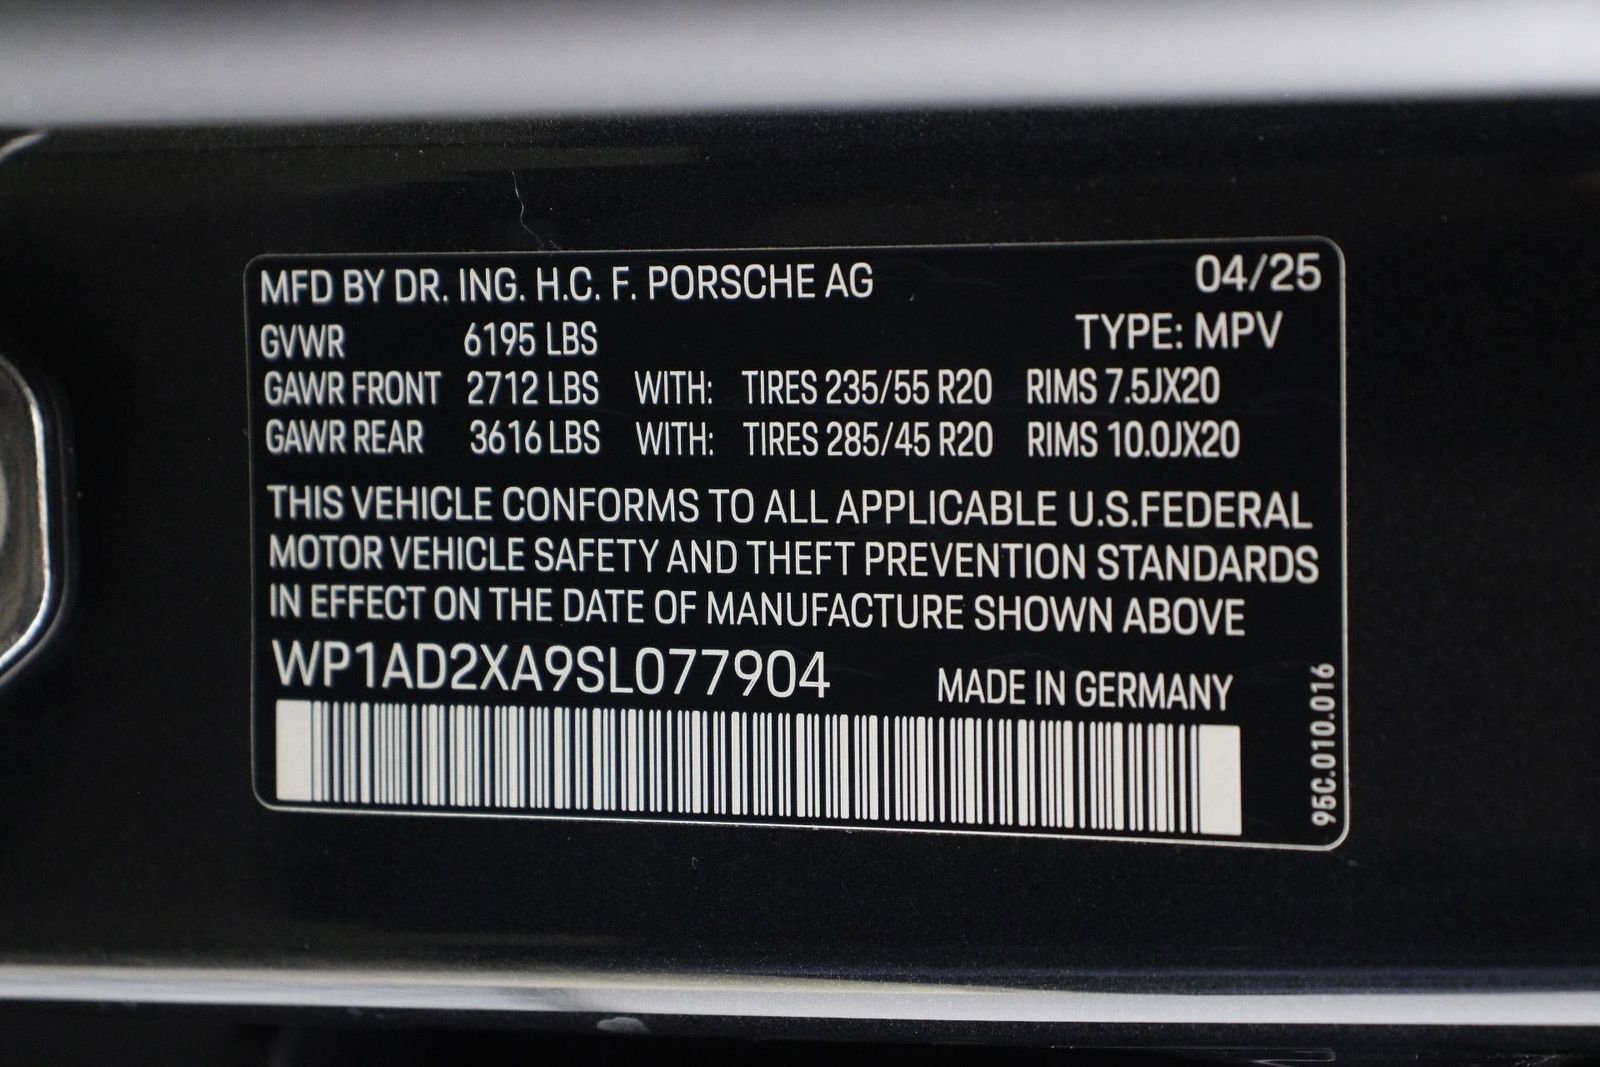 MFD BY DR. ING. H.C. F. PORSCHE AG 04/25
GVWR 6195 LBS TYPE: MPV
GAWR FRONT 2712 LBS WITH: TIRES 235/55 R20 RIMS 7.5JX20
GAWR REAR 3616 LBS WITH: TIRES 285/45 R20 RIMS 10.0JX20
THIS VEHICLE CONFORMS TO ALL APPLICABLE U.S.FEDERAL
MOTOR VEHICLE SAFETY AND THEFT PREVENTION STANDARDS
IN EFFECT ON THE DATE OF MANUFACTURE SHOWN ABOVE
WP1AD2XA9SL077904 MADE IN GERMANY
95C.010.016